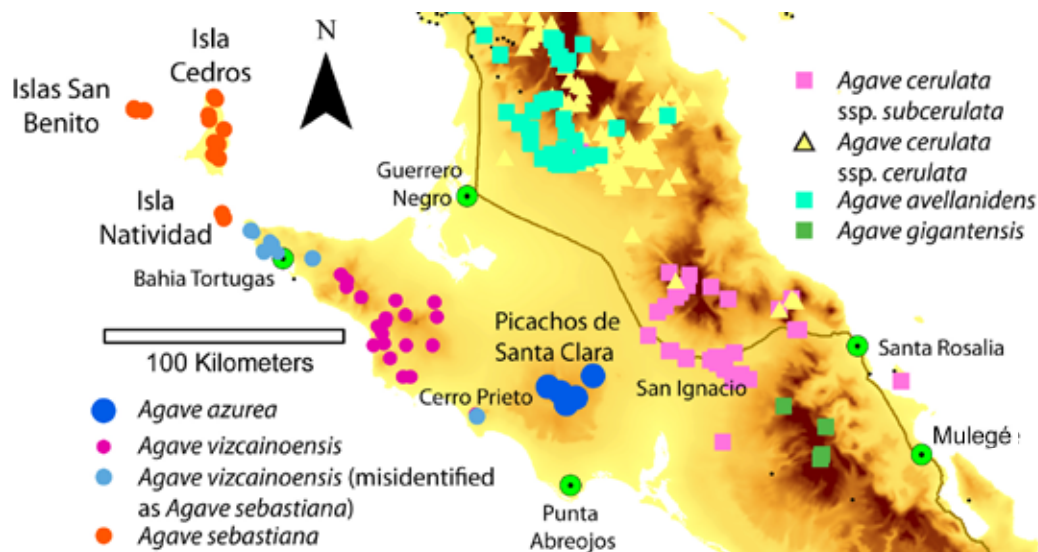 Isla
Cedros
Islas San
Benito
N
Isla
Natividad
Guerrero
Negro
Bahia Tortugas
100 Kilometers
Picachos de
Santa Clara
Cerro Prieto
San Ignacio
Santa Rosalia
Mulegé
Punta
Abreojos
Agave cerulata
ssp. subcerulata
Agave cerulata
ssp. cerulata
Agave avellanidens
Agave gigantensis
Agave azurea
Agave vizcainoensis
Agave vizcainoensis (misidentified
as Agave sebastiana)
Agave sebastiana